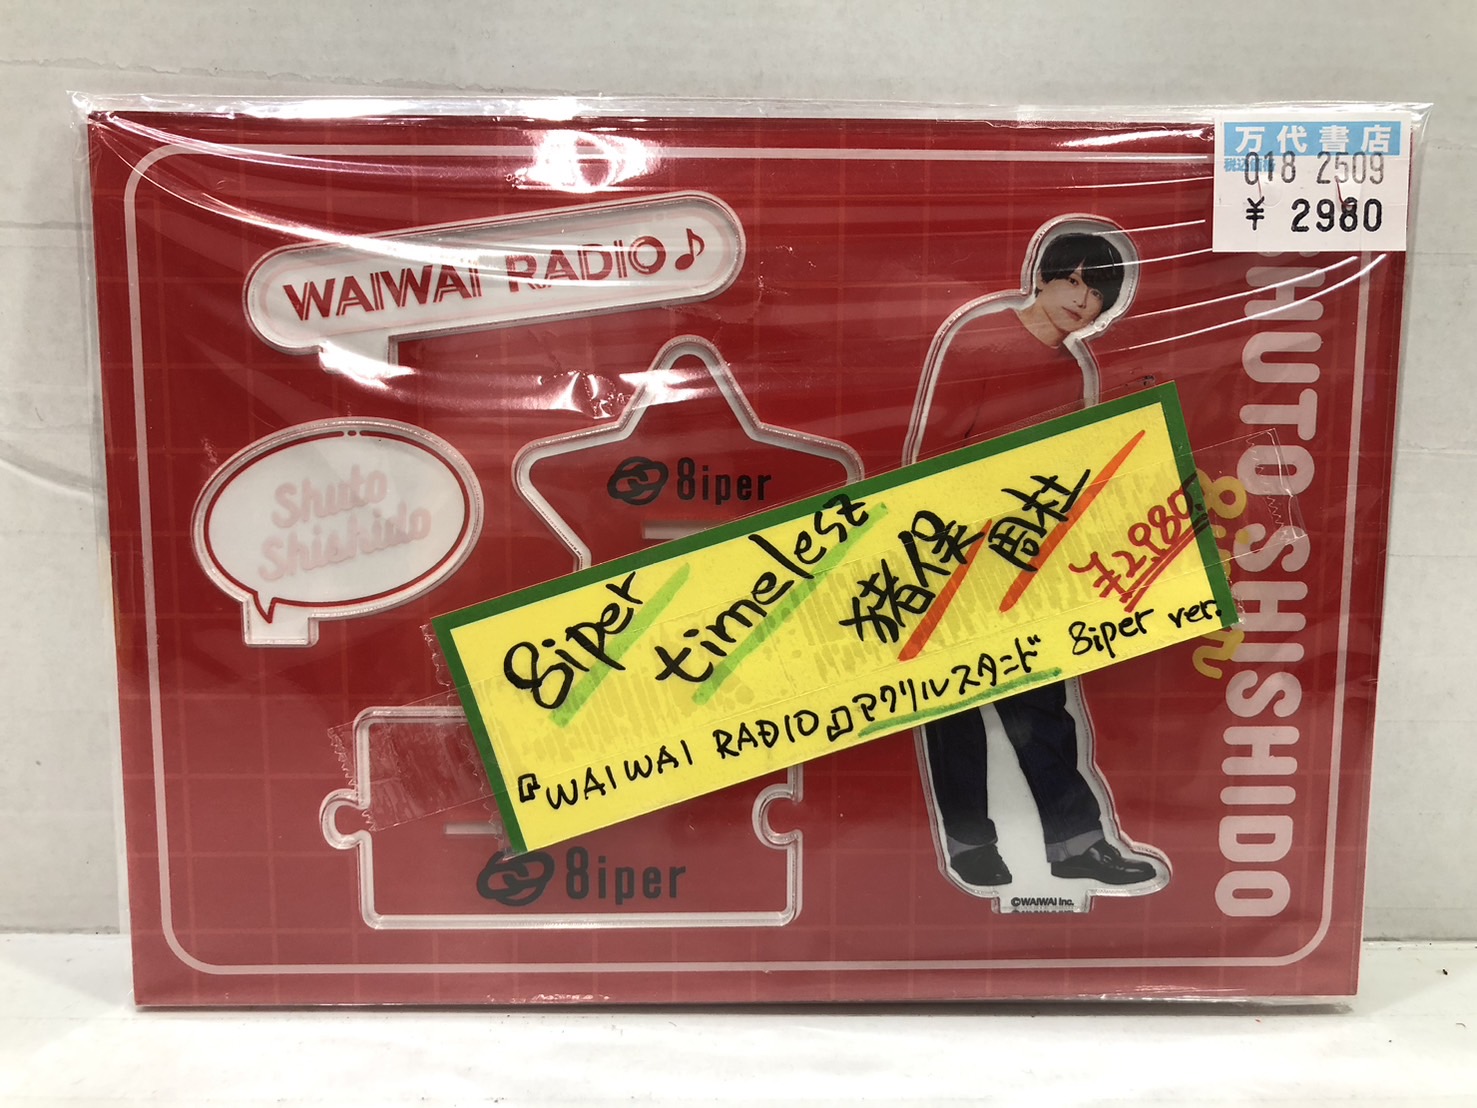 万代書店
018 2509
¥ 2980
WAIWAI RADIO♪
Shuto
Shishido
8iper
8iper
timelesz
猪俣
周杜
¥2,980-
『WAIWAI RADIO』アクリルスタンド 8iper ver.
8iper
©WAIWAI Inc.
SHUTO SHISHIDO